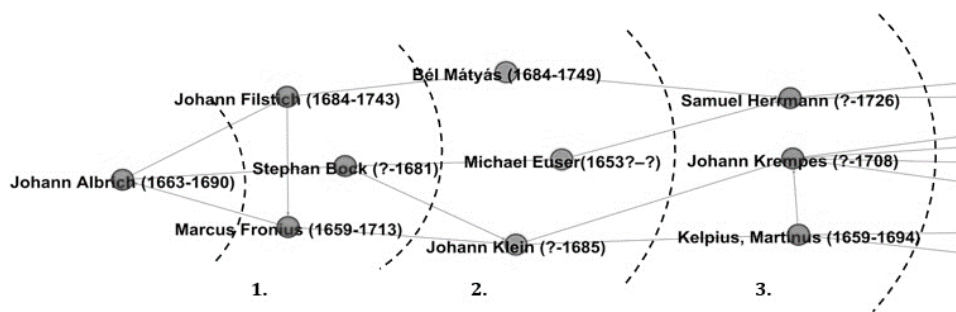 Bél Mátyás (1684-1749)
Johann Filstich (1684-1743)
Samuel Herrmann (?-1726)
Stephan Bock (?-1681)
Michael Euser(1653?–?)
Johann Krempes (?-1708)
Johann Albrich (1663-1690)
Marcus Fronius (1659-1713)
Johann Klein (?-1685)
Kelpius, Martinus (1659-1694)
1.
2.
3.